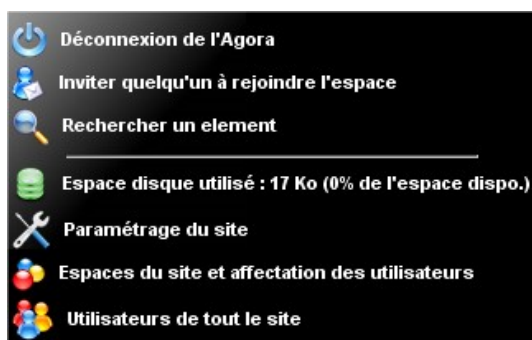 Déconnexion de l'Agora
Inviter quelqu'un à rejoindre l'espace
Rechercher un element
Espace disque utilisé : 17 Ko (0% de l'espace dispo.)
Paramétrage du site
Espaces du site et affectation des utilisateurs
Utilisateurs de tout le site